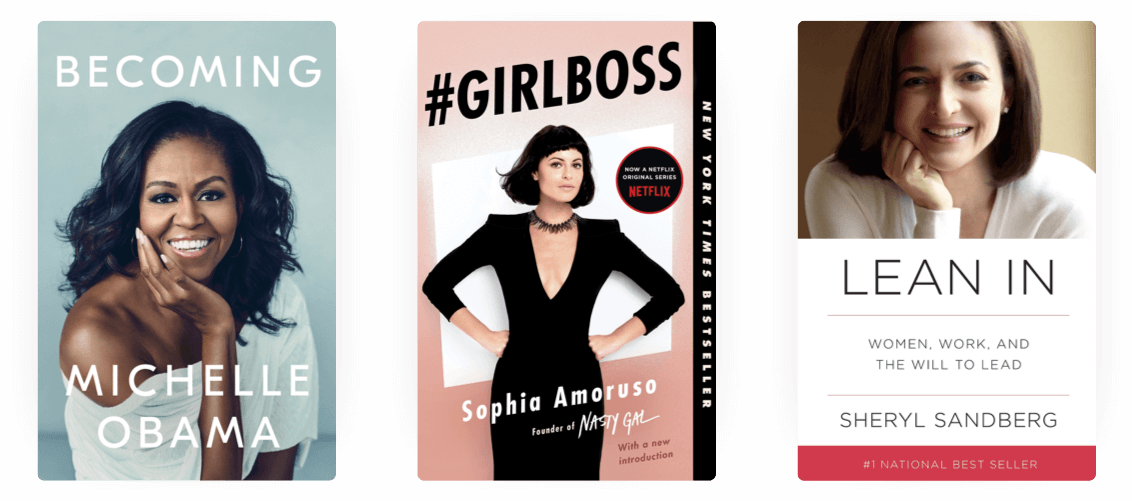 BECOMING
MICHELLE
OBAMA
#GIRLBOSS
NOW A NETFLIX
ORIGINAL SERIES
NETFLIX
NEW YORK TIMES BESTSELLER
Sophia Amoruso
Founder of NASTY GAL
With a new
introduction
LEAN IN
WOMEN, WORK, AND
THE WILL TO LEAD
SHERYL SANDBERG
#1 NATIONAL BEST SELLER